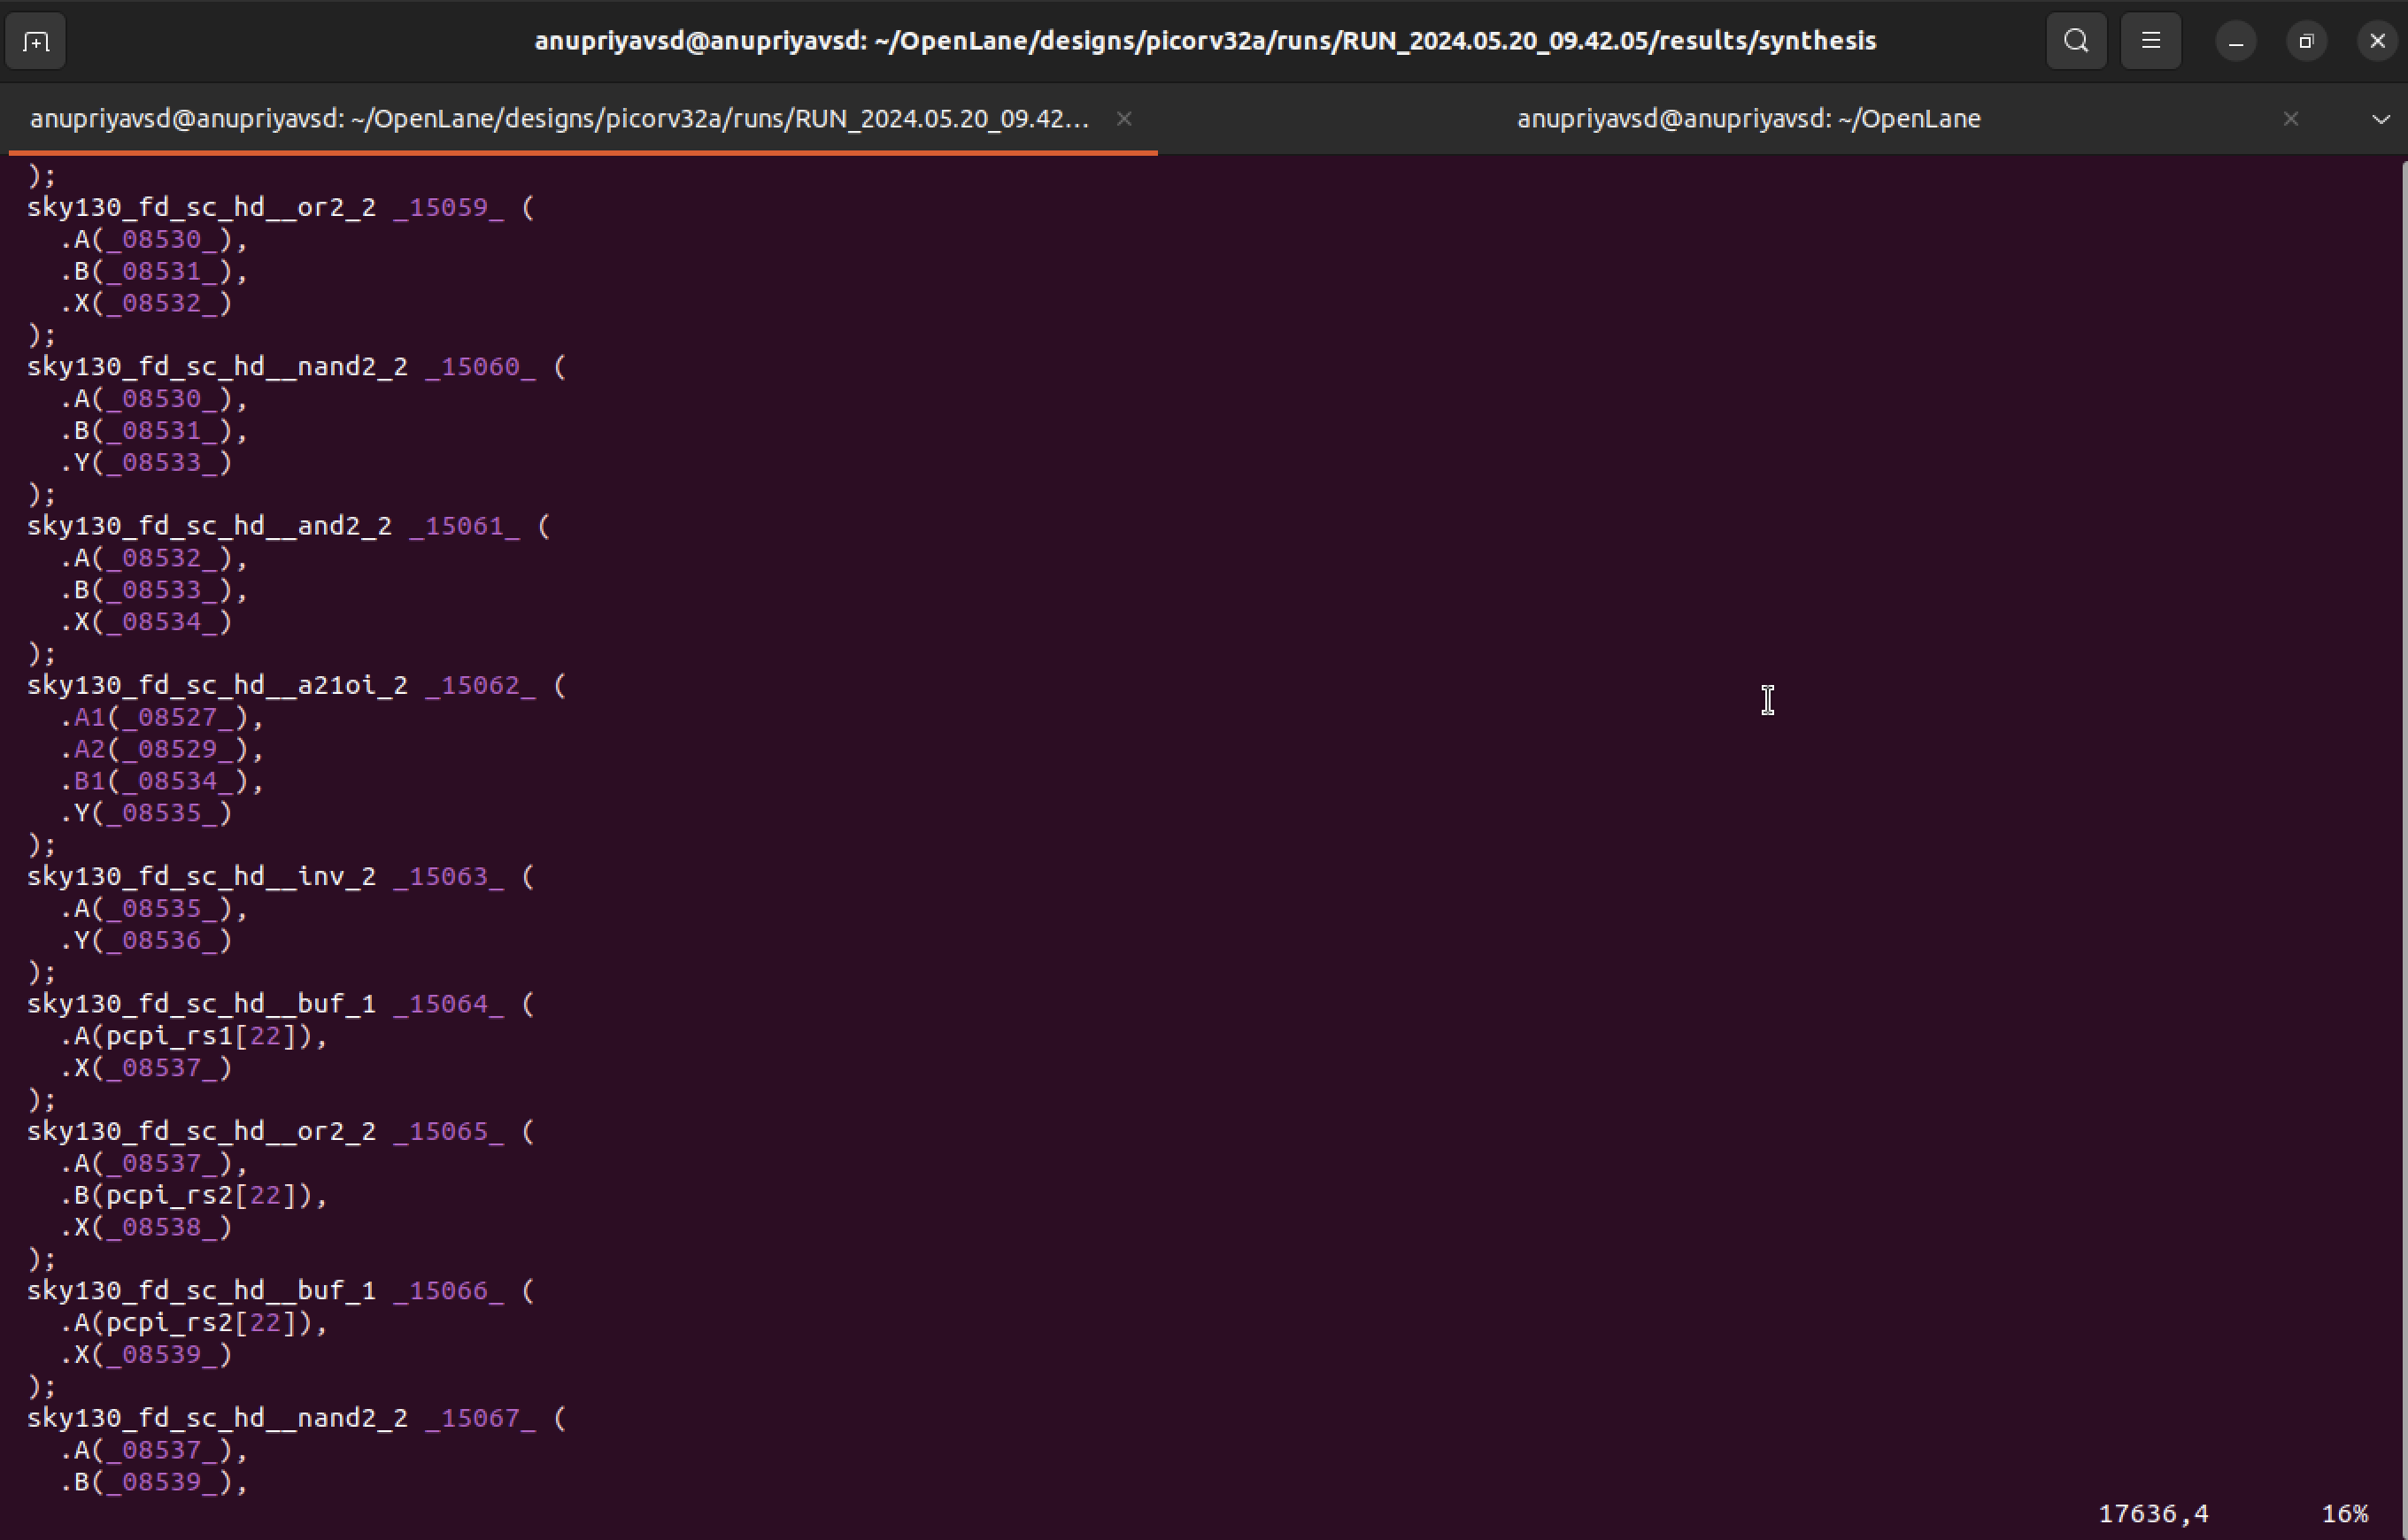 anupriyavsd@anupriyavsd: ~/OpenLane/designs/picorv32a/runs/RUN_2024.05.20_09.42.05/results/synthesis
anupriyavsd@anupriyavsd: ~/OpenLane/designs/picorv32a/runs/RUN_2024.05.20_09.42...
anupriyavsd@anupriyavsd: ~/OpenLane
);
sky130_fd_sc_hd__or2_2 _15059_ (
.A(_08530_),
.B(_08531_),
.X(_08532_)
);
sky130_fd_sc_hd__nand2_2 _15060_ (
.A(_08530_),
.B(_08531_),
.Y(_08533_)
);
sky130_fd_sc_hd__and2_2 _15061_ (
.A(_08532_),
.B(_08533_),
.X(_08534_)
);
sky130_fd_sc_hd__a21oi_2 _15062_ (
.A1(_08527_),
.A2(_08529_),
.B1(_08534_),
.Y(_08535_)
);
sky130_fd_sc_hd__inv_2 _15063_ (
.A(_08535_),
.Y(_08536_)
);
sky130_fd_sc_hd__buf_1 _15064_ (
.A(pcpi_rs1[22]),
.X(_08537_)
);
sky130_fd_sc_hd__or2_2 _15065_ (
.A(_08537_),
.B(pcpi_rs2[22]),
.X(_08538_)
);
sky130_fd_sc_hd__buf_1 _15066_ (
.A(pcpi_rs2[22]),
.X(_08539_)
);
sky130_fd_sc_hd__nand2_2 _15067_ (
.A(_08537_),
.B(_08539_),
17636,4 16%